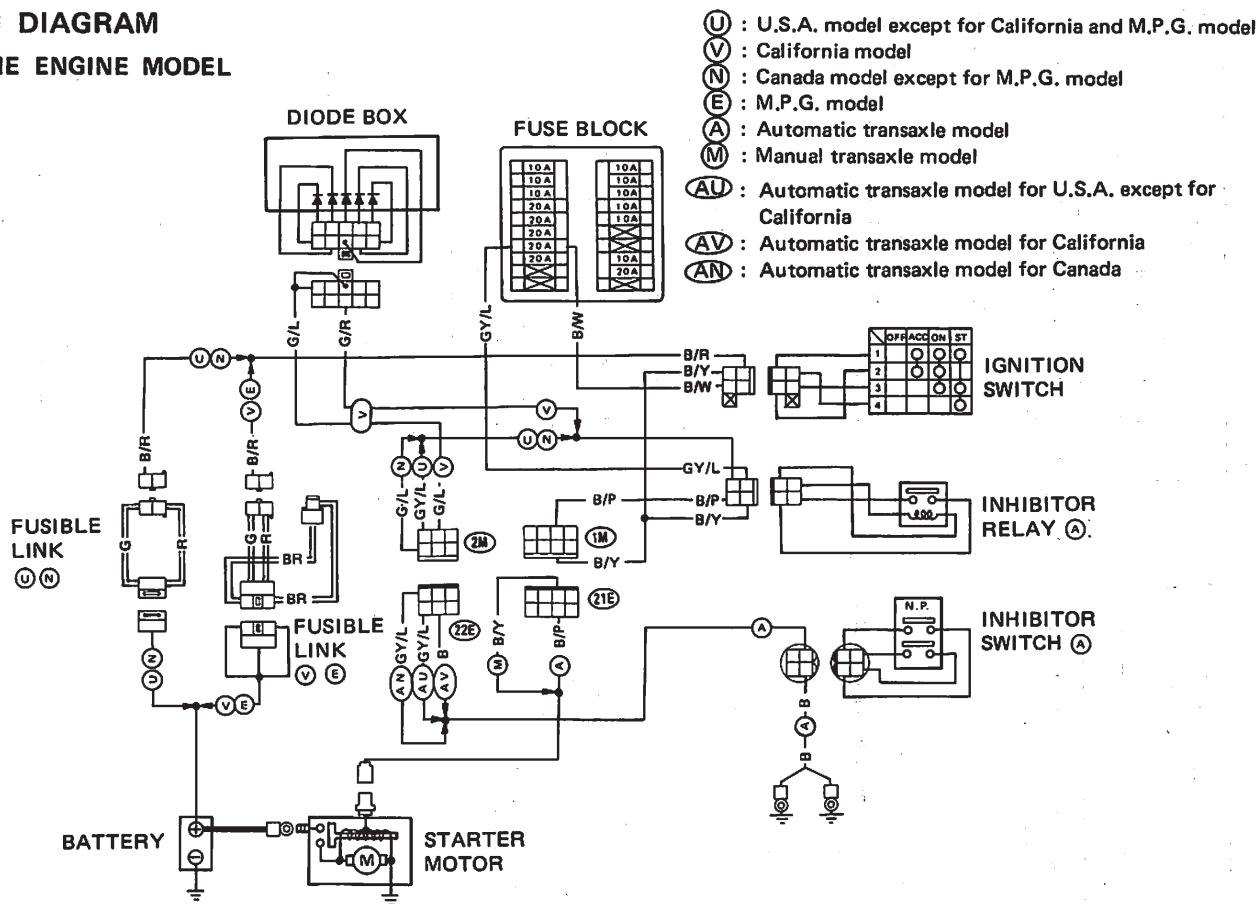 DIAGRAM
E ENGINE MODEL
Ⓤ : U.S.A. model except for California and M.P.G. model
Ⓥ : California model
Ⓝ : Canada model except for M.P.G. model
Ⓔ : M.P.G. model
Ⓐ : Automatic transaxle model
Ⓜ : Manual transaxle model
AU : Automatic transaxle model for U.S.A. except for
California
AV : Automatic transaxle model for California
AN : Automatic transaxle model for Canada
DIODE BOX
FUSE BLOCK
10A 10A
10A 10A
10A 10A
20A 10A
20A 10A
20A
20A
20A 10A
20A
G/L
G/R
GY/L
B/W
U N
B/R
B/Y
B/W
OFF ACC ON ST
1
2
3
4
IGNITION
SWITCH
E
V
V
V
U N
B/R
B/R
N U V
G/L
GY/L
G/L
2M
GY/L
B/P
B/P
B/Y
1M
B/Y
INHIBITOR
RELAY Ⓐ
FUSIBLE
LINK
Ⓤ Ⓝ
G
R
G
R
BR
BR
FUSIBLE
LINK
Ⓥ Ⓔ
N
U
V E
22E
21E
GY/L
GY/L
B
AN
AU
AV
B/Y
B/P
M
A
A
N.P.
INHIBITOR
SWITCH Ⓐ
B
A
B
BATTERY
+
−
M
STARTER
MOTOR